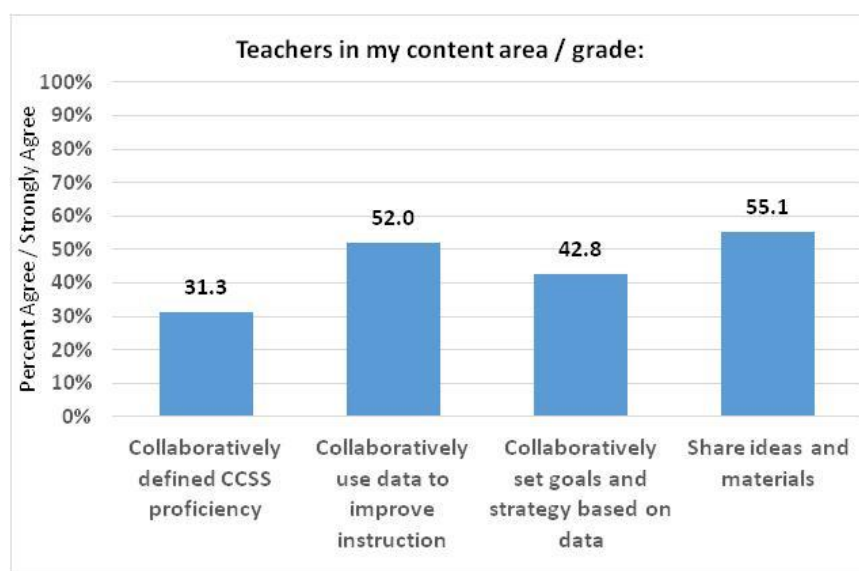 Teachers in my content area / grade:
Percent Agree / Strongly Agree
100%
90%
80%
70%
60%
50%
40%
30%
20%
10%
0%
31.3
52.0
42.8
55.1
Collaboratively
defined CCSS
proficiency
Collaboratively
use data to
improve
instruction
Collaboratively
set goals and
strategy based on
data
Share ideas and
materials